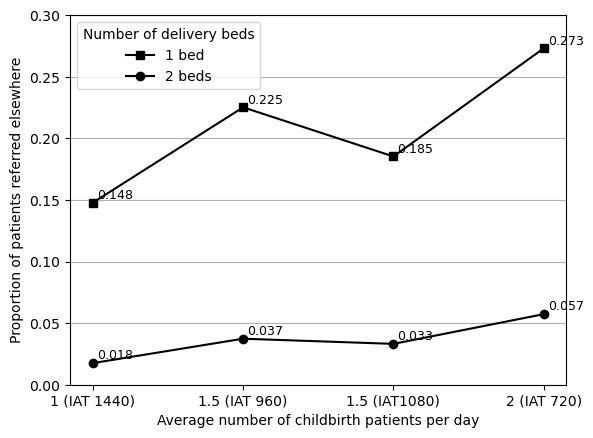 Number of delivery beds
1 bed
2 beds
0.30
0.25
0.20
0.15
0.10
0.05
0.00
Proportion of patients referred elsewhere
0.148
0.225
0.185
0.273
0.018
0.037
0.033
0.057
1 (IAT 1440)
1.5 (IAT 960)
1.5 (IAT1080)
2 (IAT 720)
Average number of childbirth patients per day